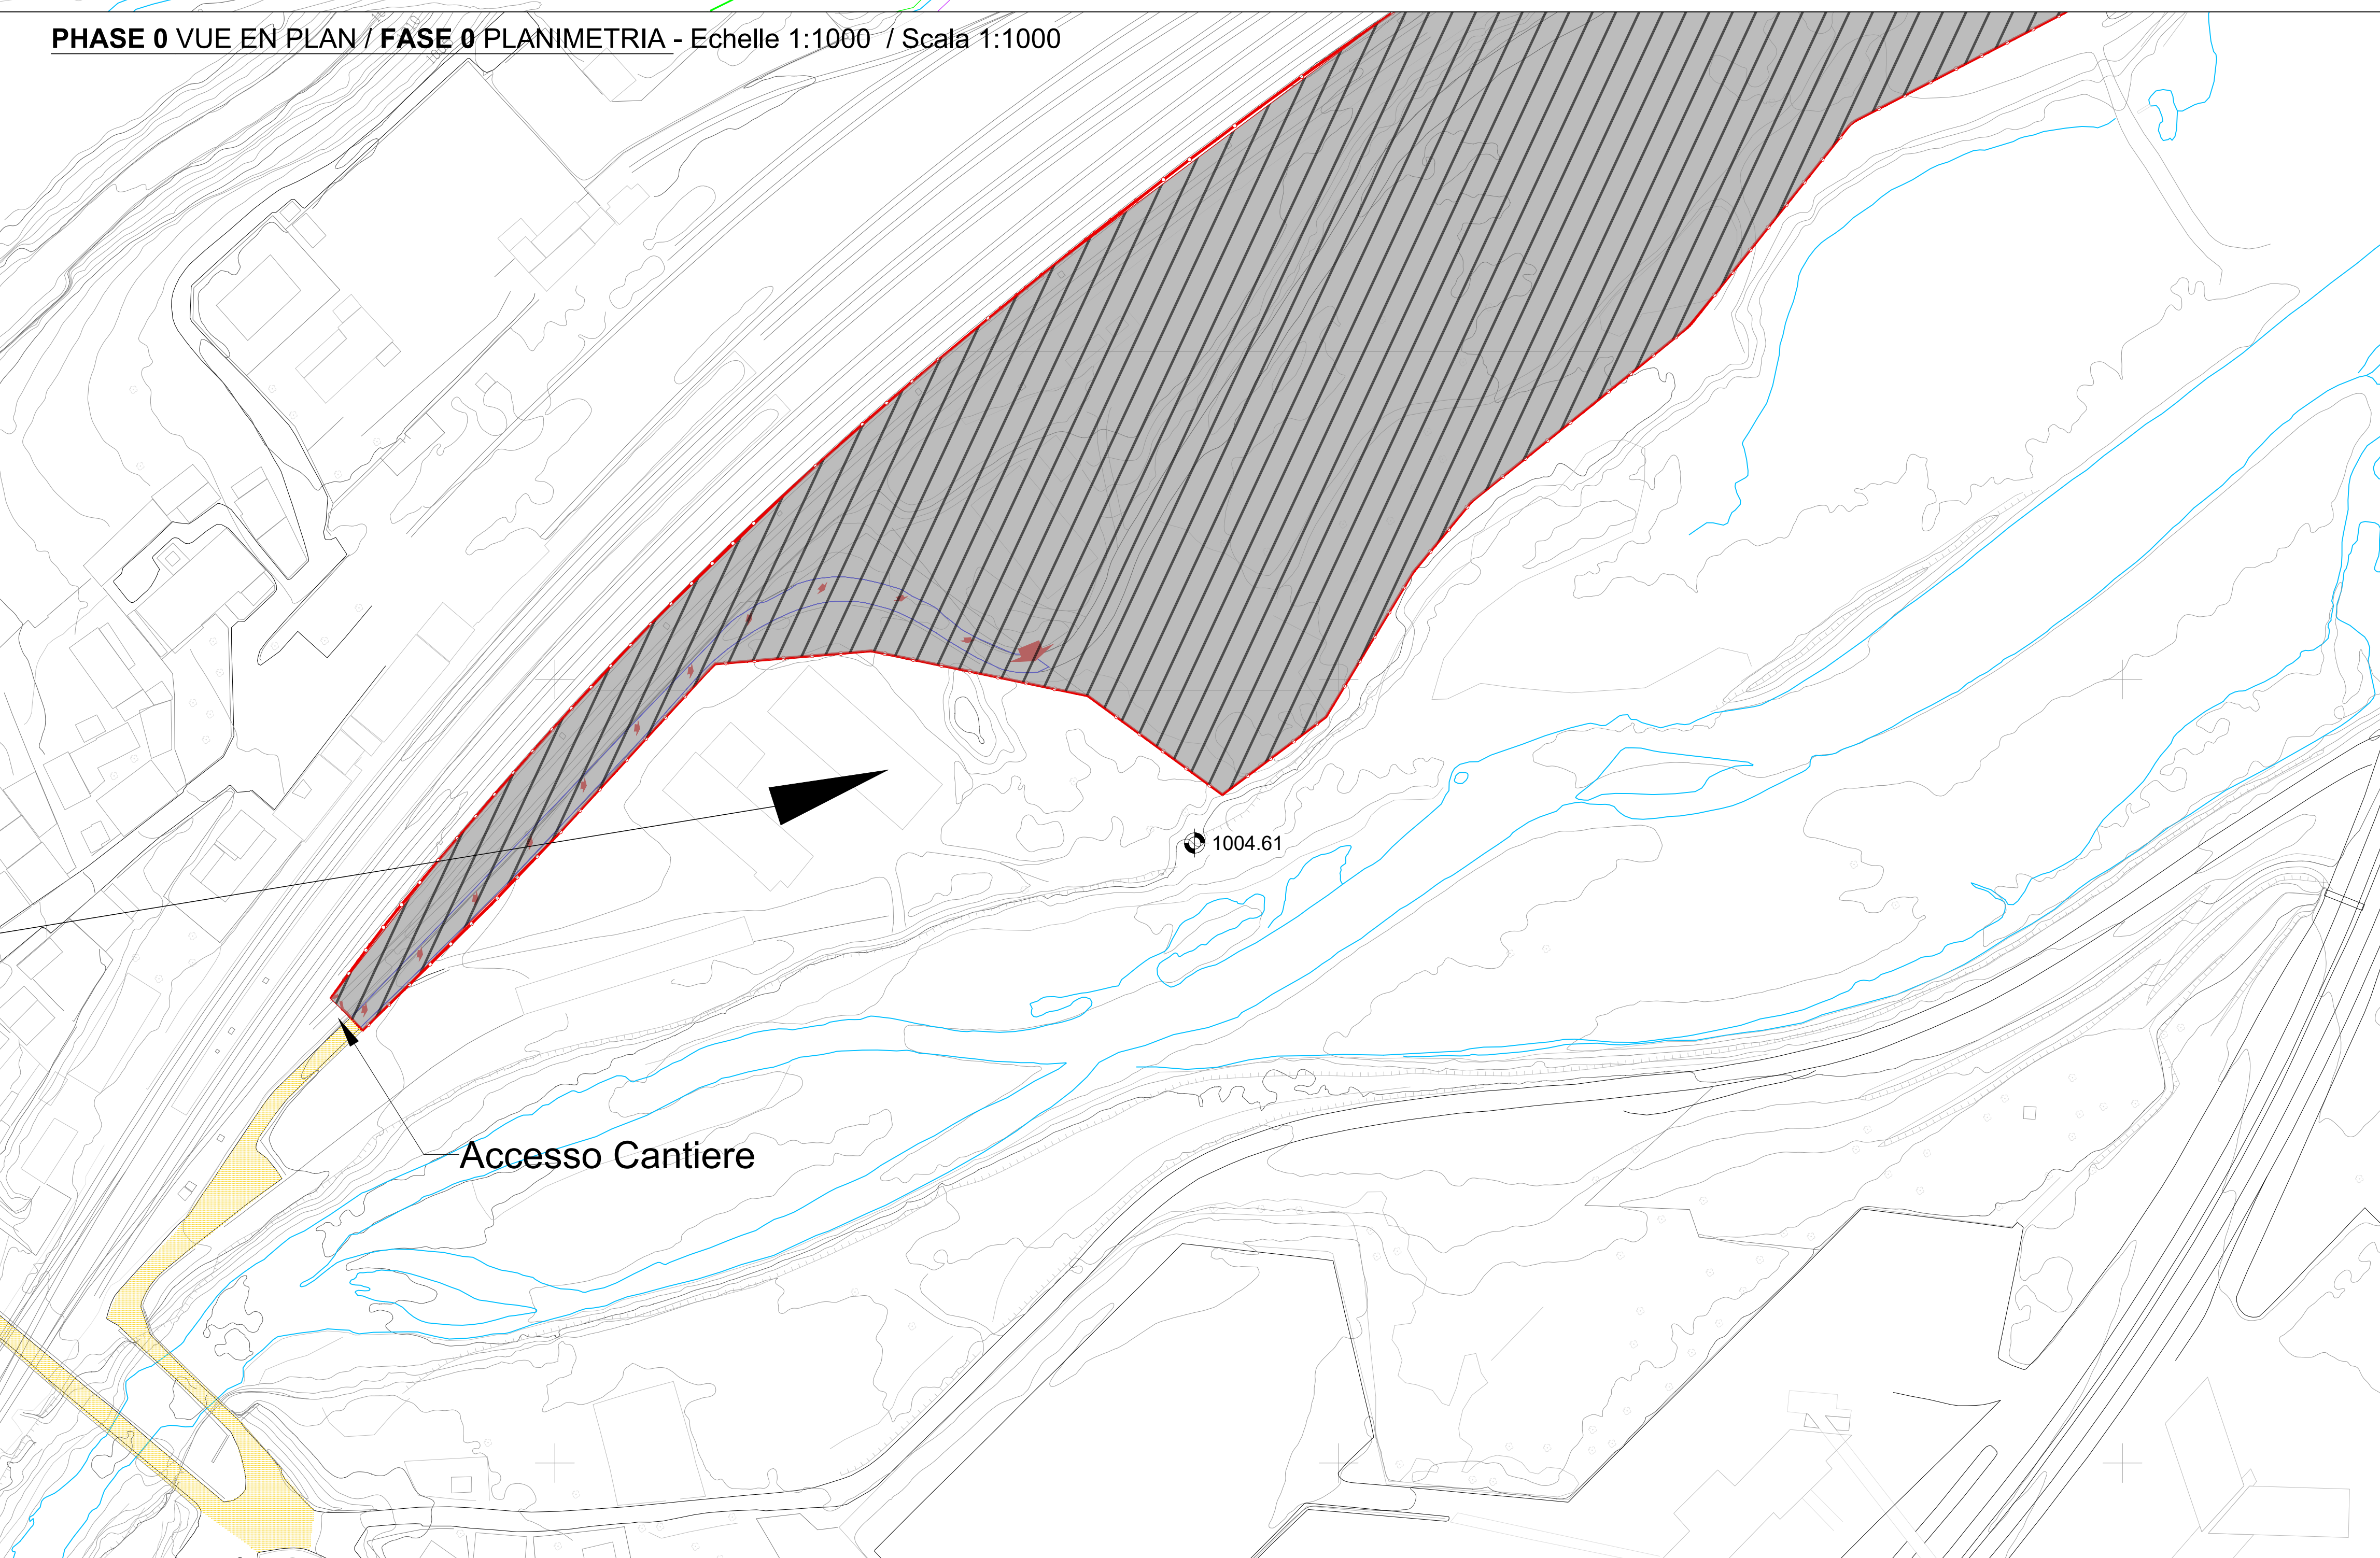 PHASE 0 VUE EN PLAN / FASE 0 PLANIMETRIA - Echelle 1:1000 / Scala 1:1000
1004.61
Accesso Cantiere